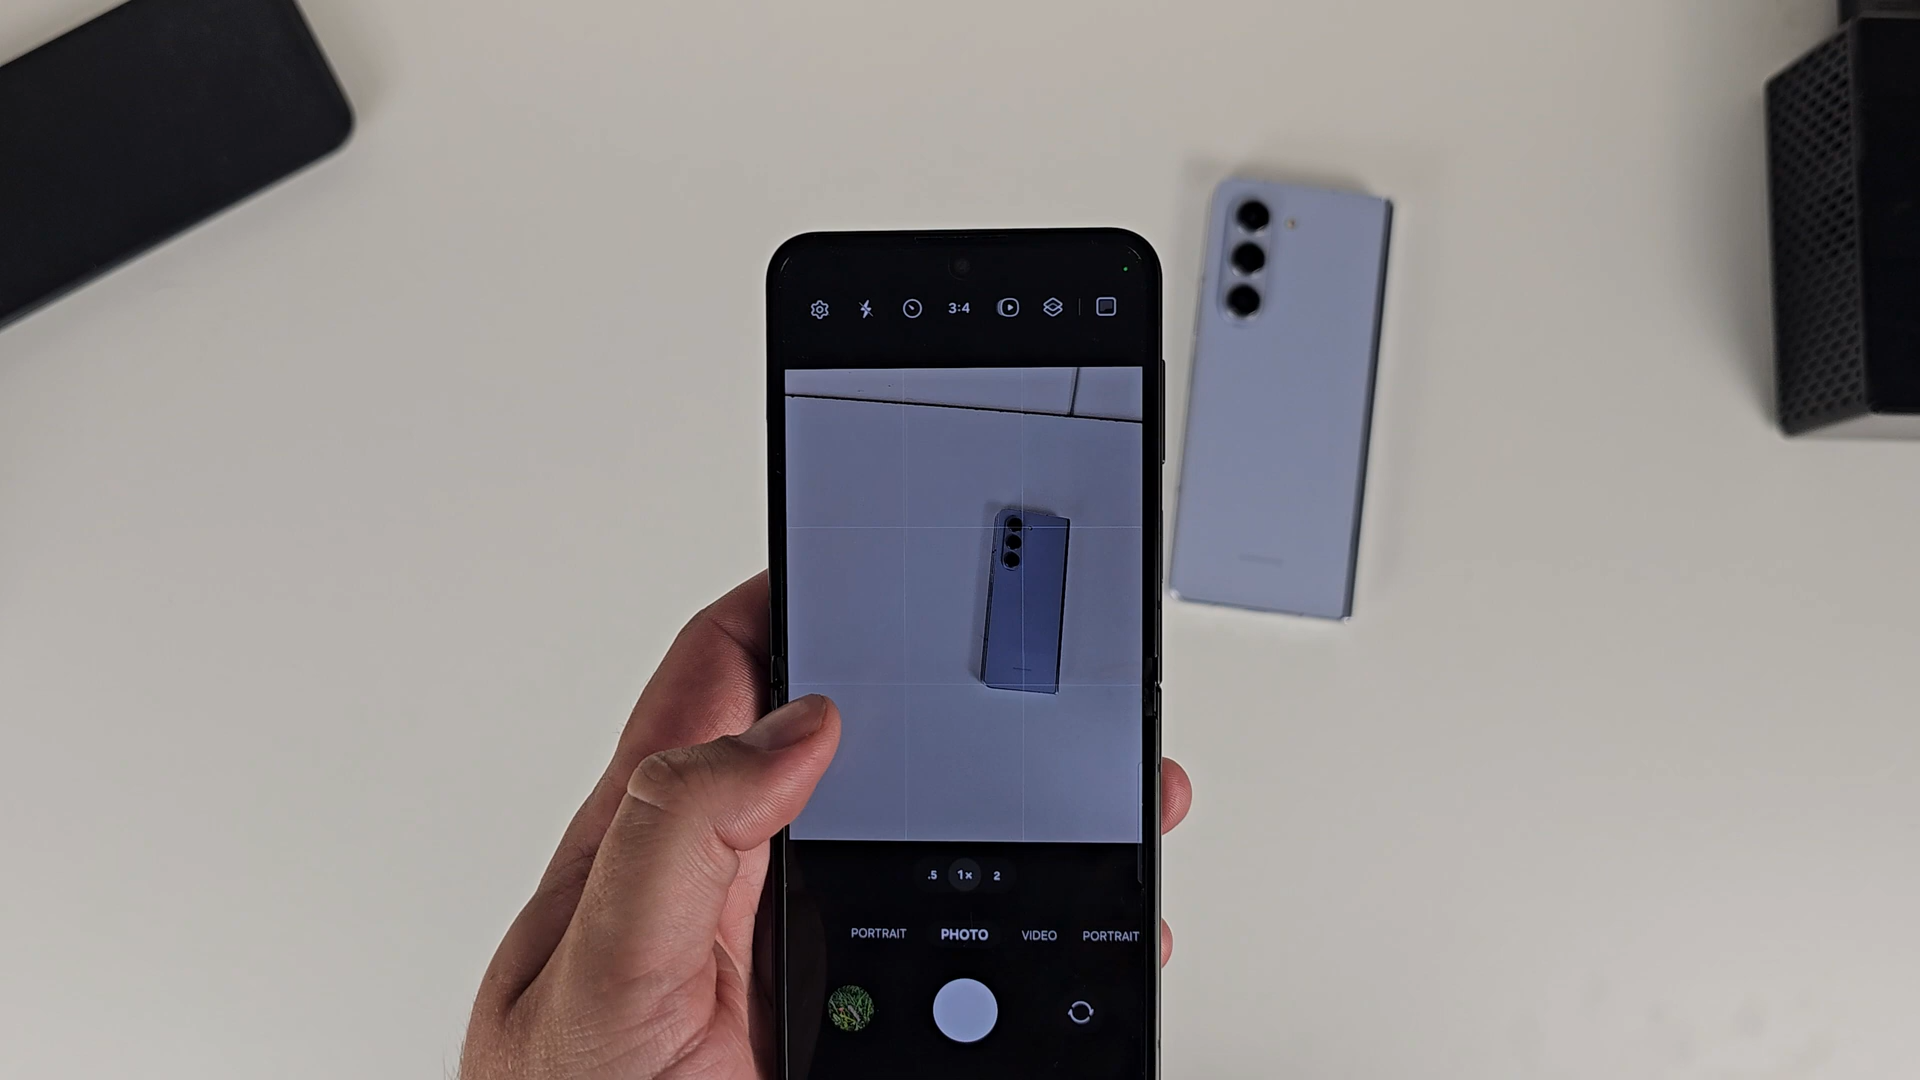 3:4
.5 1× 2
PORTRAIT PHOTO VIDEO PORTRAIT